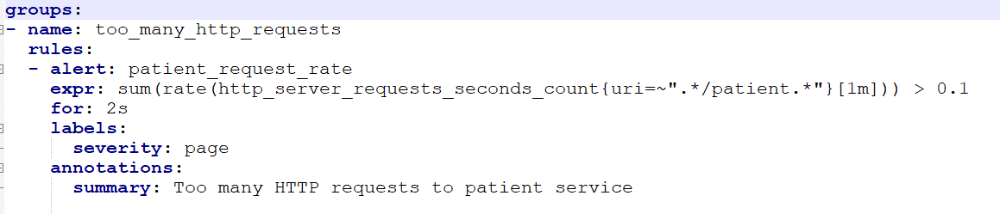 groups:
- name: too_many_http_requests
  rules:
  - alert: patient_request_rate
    expr: sum(rate(http_server_requests_seconds_count{uri=~".*/patient.*"}[1m])) > 0.1
    for: 2s
    labels:
      severity: page
    annotations:
      summary: Too many HTTP requests to patient service